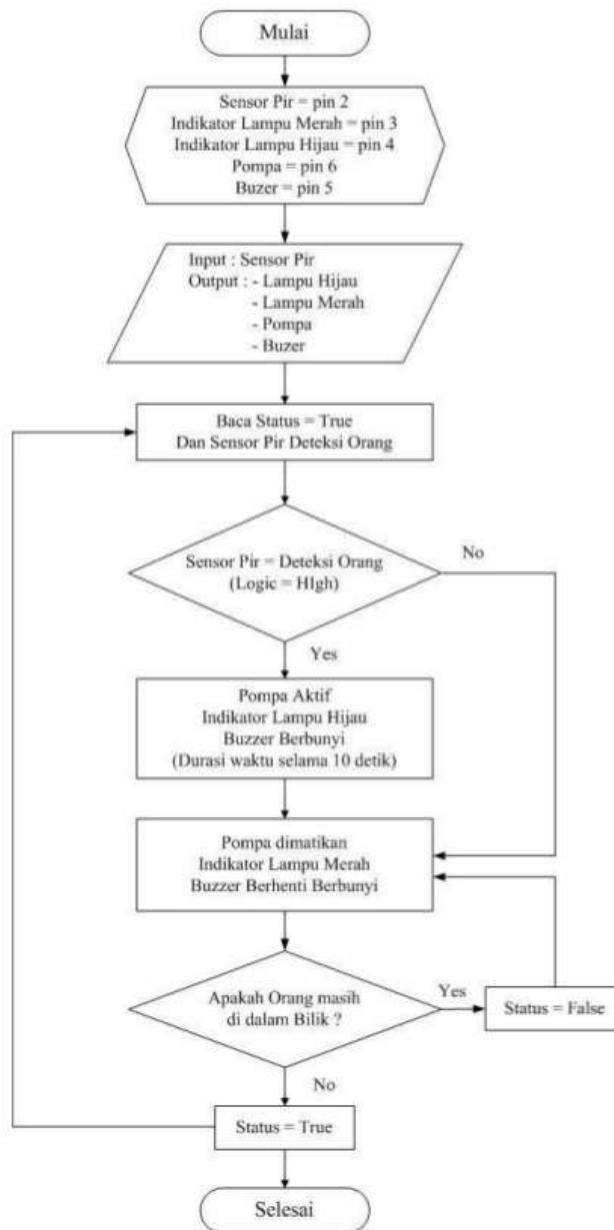 Mulai
Sensor Pir = pin 2
Indikator Lampu Merah = pin 3
Indikator Lampu Hijau = pin 4
Pompa = pin 6
Buzer = pin 5
Input : Sensor Pir
Output : - Lampu Hijau
- Lampu Merah
- Pompa
- Buzer
Baca Status = True
Dan Sensor Pir Deteksi Orang
Sensor Pir = Deteksi Orang
(Logic = HIgh)
No
Yes
Pompa Aktif
Indikator Lampu Hijau
Buzzer Berbunyi
(Durasi waktu selama 10 detik)
Pompa dimatikan
Indikator Lampu Merah
Buzzer Berhenti Berbunyi
Apakah Orang masih
di dalam Bilik ?
Yes
Status = False
No
Status = True
Selesai